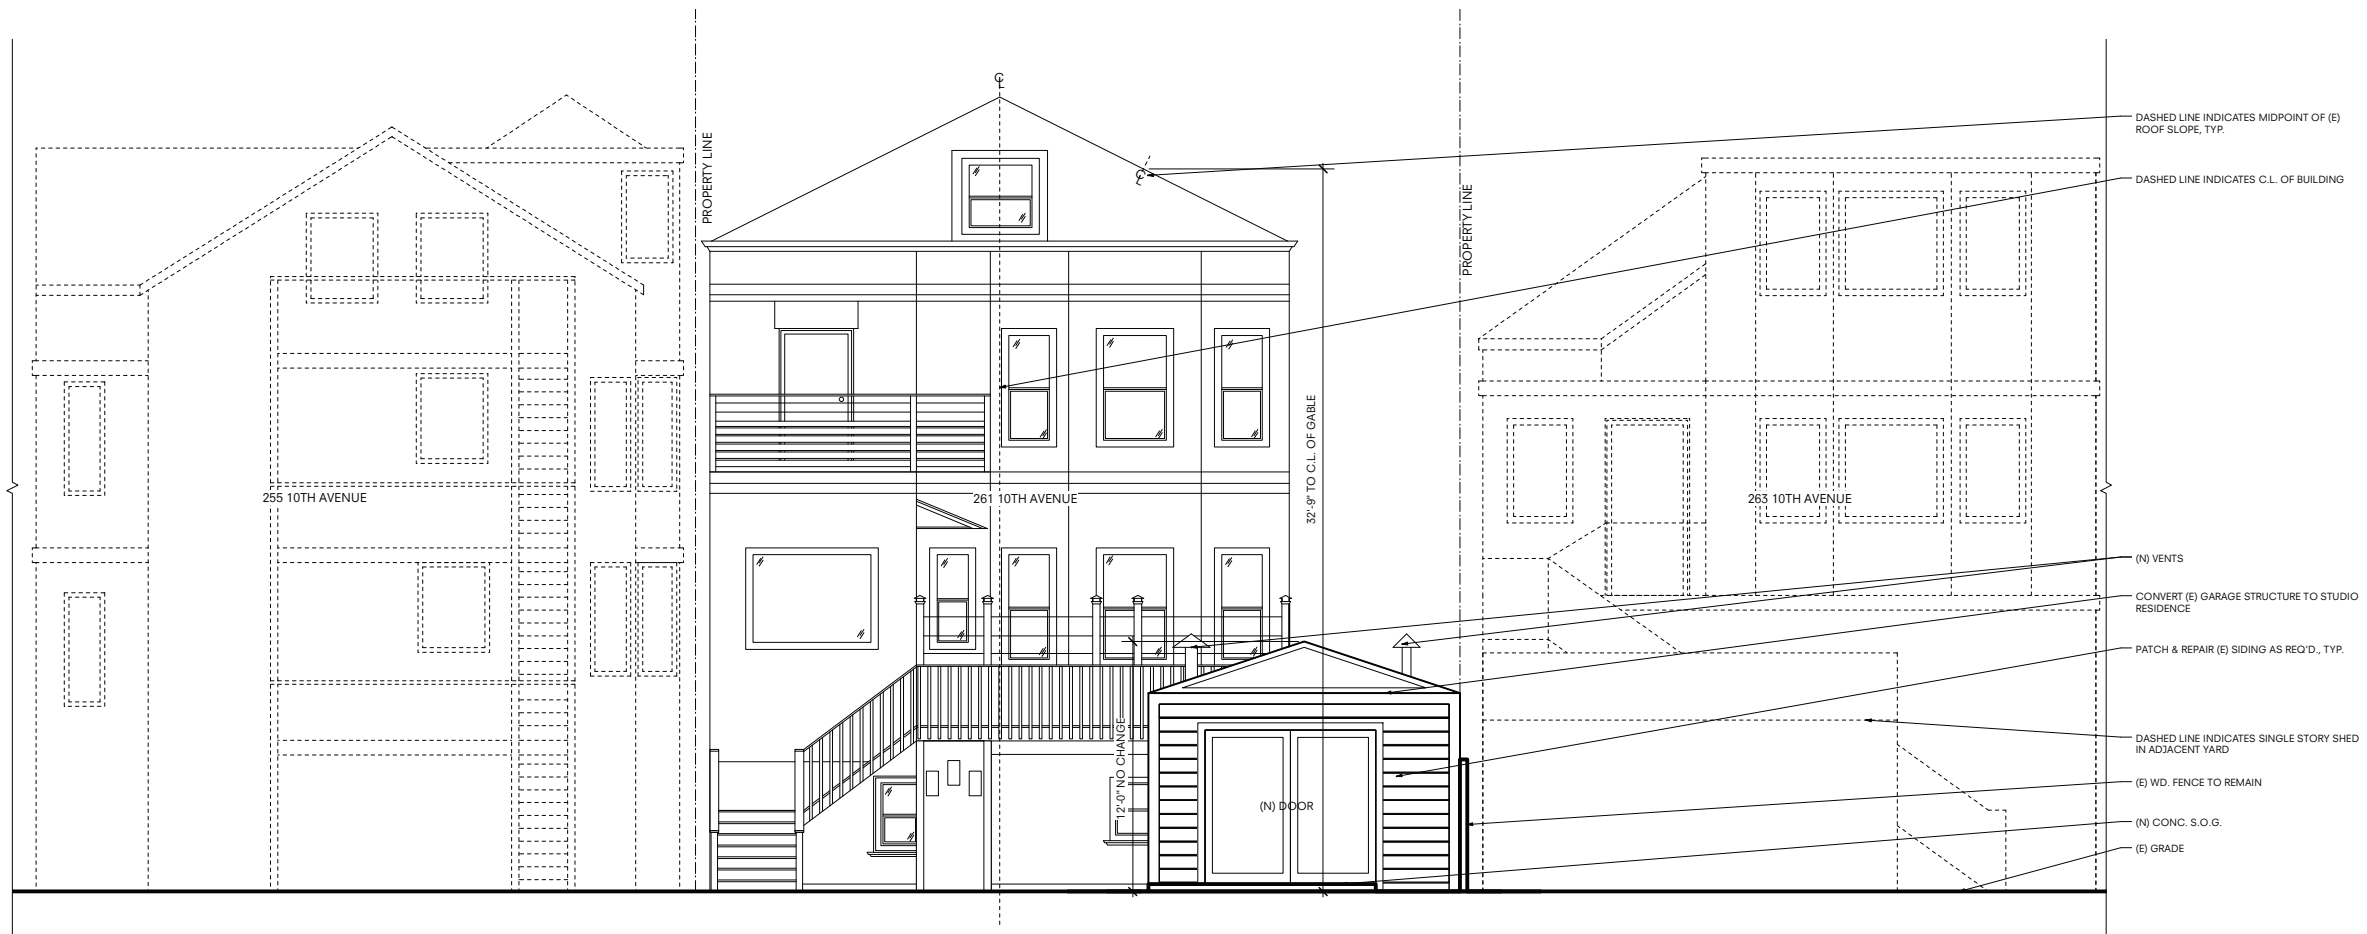 ℄
PROPERTY LINE
PROPERTY LINE
℄
DASHED LINE INDICATES MIDPOINT OF (E)
ROOF SLOPE, TYP.
DASHED LINE INDICATES C.L. OF BUILDING
32'-9" TO C.L. OF GABLE
255 10TH AVENUE
261 10TH AVENUE
263 10TH AVENUE
(N) VENTS
CONVERT (E) GARAGE STRUCTURE TO STUDIO
RESIDENCE
PATCH & REPAIR (E) SIDING AS REQ'D., TYP.
12'-0" NO CHANGE
DASHED LINE INDICATES SINGLE STORY SHED
IN ADJACENT YARD
(E) WD. FENCE TO REMAIN
(N) DOOR
(N) CONC. S.O.G.
(E) GRADE